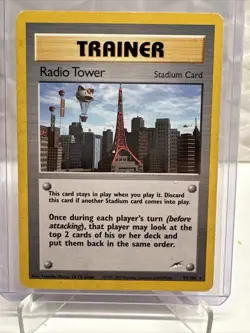 TRAINER
Radio Tower
Stadium Card
This card stays in play when you play it. Discard
this card if another Stadium card comes into play.
Once during each player's turn (before
attacking), that player may look at the
top 2 cards of his or her deck and
put them back in the same order.